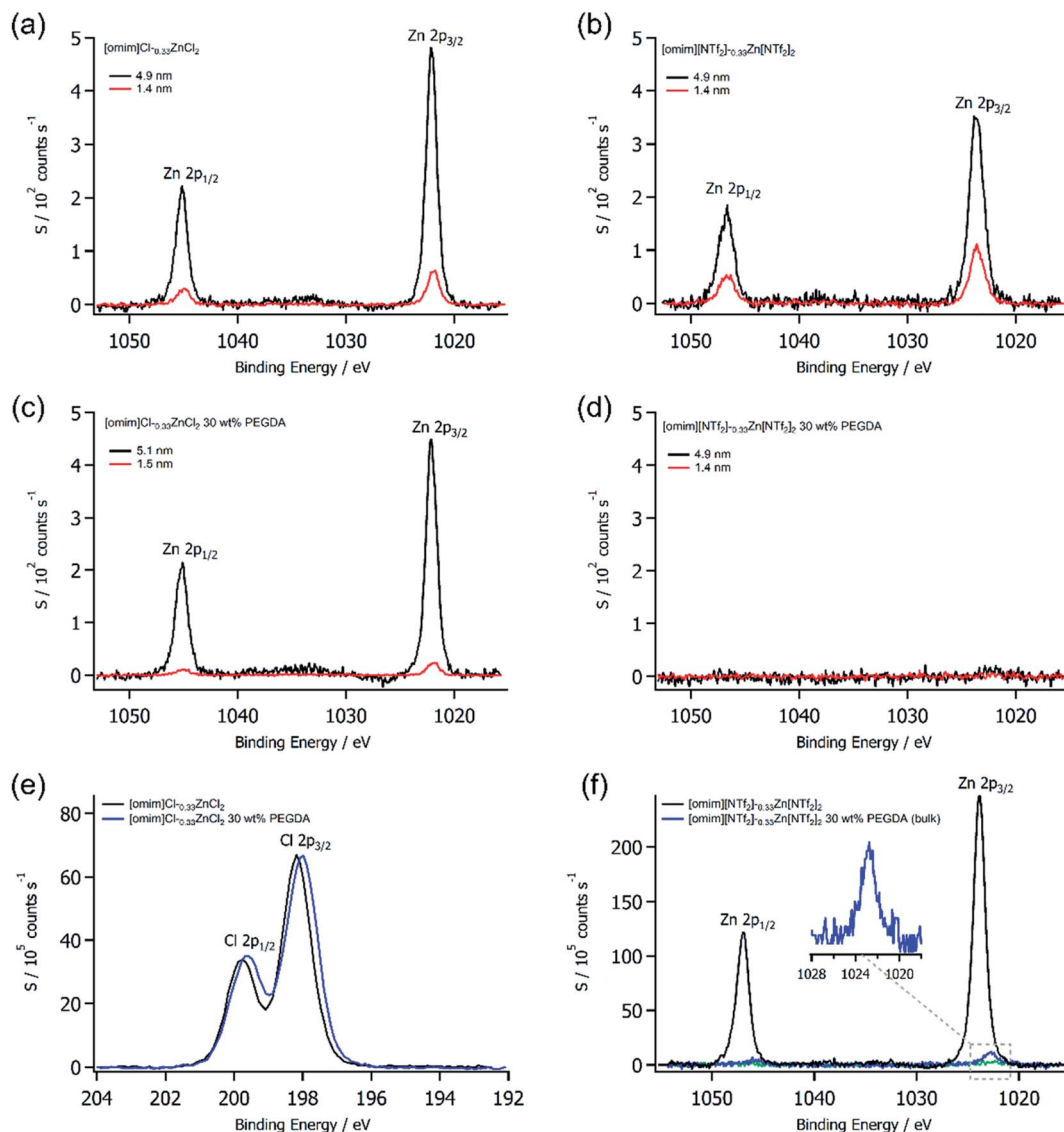 (a)
[omim]Cl-₀.₃₃ZnCl₂
4.9 nm
1.4 nm
Zn 2p₁/₂
Zn 2p₃/₂
S / 10² counts s⁻¹
5
4
3
2
1
0
1050 1040 1030 1020
Binding Energy / eV
(b)
[omim][NTf₂]-₀.₃₃Zn[NTf₂]₂
4.9 nm
1.4 nm
Zn 2p₁/₂
Zn 2p₃/₂
S / 10² counts s⁻¹
5
4
3
2
1
0
1050 1040 1030 1020
Binding Energy / eV
(c)
[omim]Cl-₀.₃₃ZnCl₂ 30 wt% PEGDA
5.1 nm
1.5 nm
Zn 2p₁/₂
Zn 2p₃/₂
S / 10² counts s⁻¹
5
4
3
2
1
0
1050 1040 1030 1020
Binding Energy / eV
(d)
[omim][NTf₂]-₀.₃₃Zn[NTf₂]₂ 30 wt% PEGDA
4.9 nm
1.4 nm
S / 10² counts s⁻¹
5
4
3
2
1
0
1050 1040 1030 1020
Binding Energy / eV
(e)
[omim]Cl-₀.₃₃ZnCl₂
[omim]Cl-₀.₃₃ZnCl₂ 30 wt% PEGDA
Cl 2p₃/₂
Cl 2p₁/₂
S / 10⁵ counts s⁻¹
80
60
40
20
0
204 202 200 198 196 194 192
Binding Energy / eV
(f)
[omim][NTf₂]-₀.₃₃Zn[NTf₂]₂
[omim][NTf₂]-₀.₃₃Zn[NTf₂]₂ 30 wt% PEGDA (bulk)
Zn 2p₃/₂
Zn 2p₁/₂
1028 1024 1020
S / 10⁵ counts s⁻¹
200
150
100
50
0
1050 1040 1030 1020
Binding Energy / eV